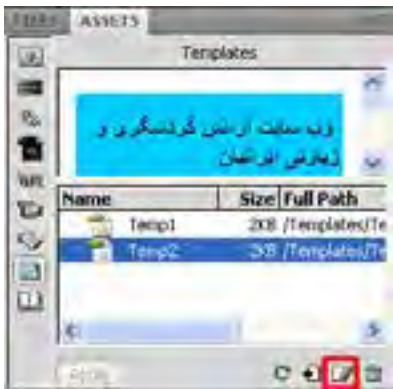 FILES ASSETS
Templates
وب سایت آژانس گردشگری و
زیارتی ایرانیان
Name Size Full Path
Temp1 2KB /Templates/Te
Temp2 2KB /Templates/Te